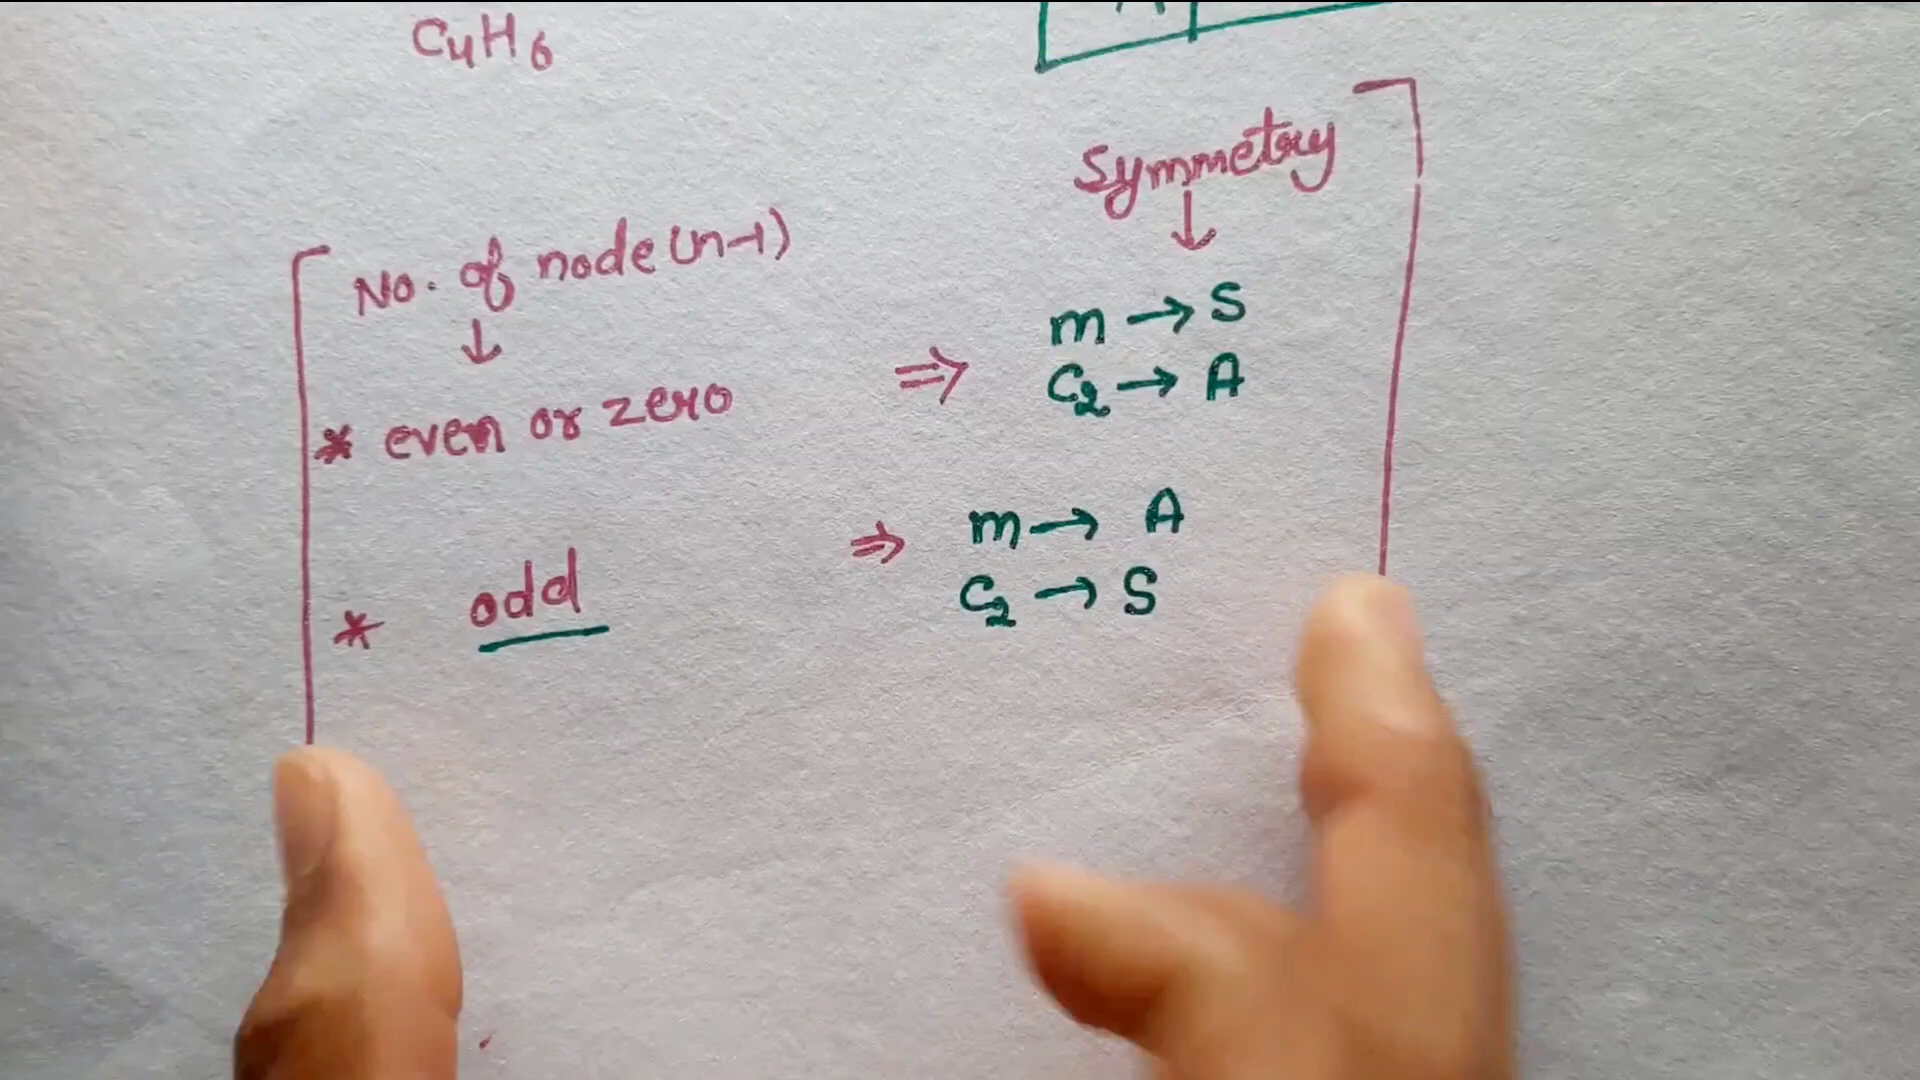 C4H6
Symmetry
↓
No. of node (n-1)
↓
* even or zero ⇒ m → S
C2 → A
* odd ⇒ m → A
C2 → S